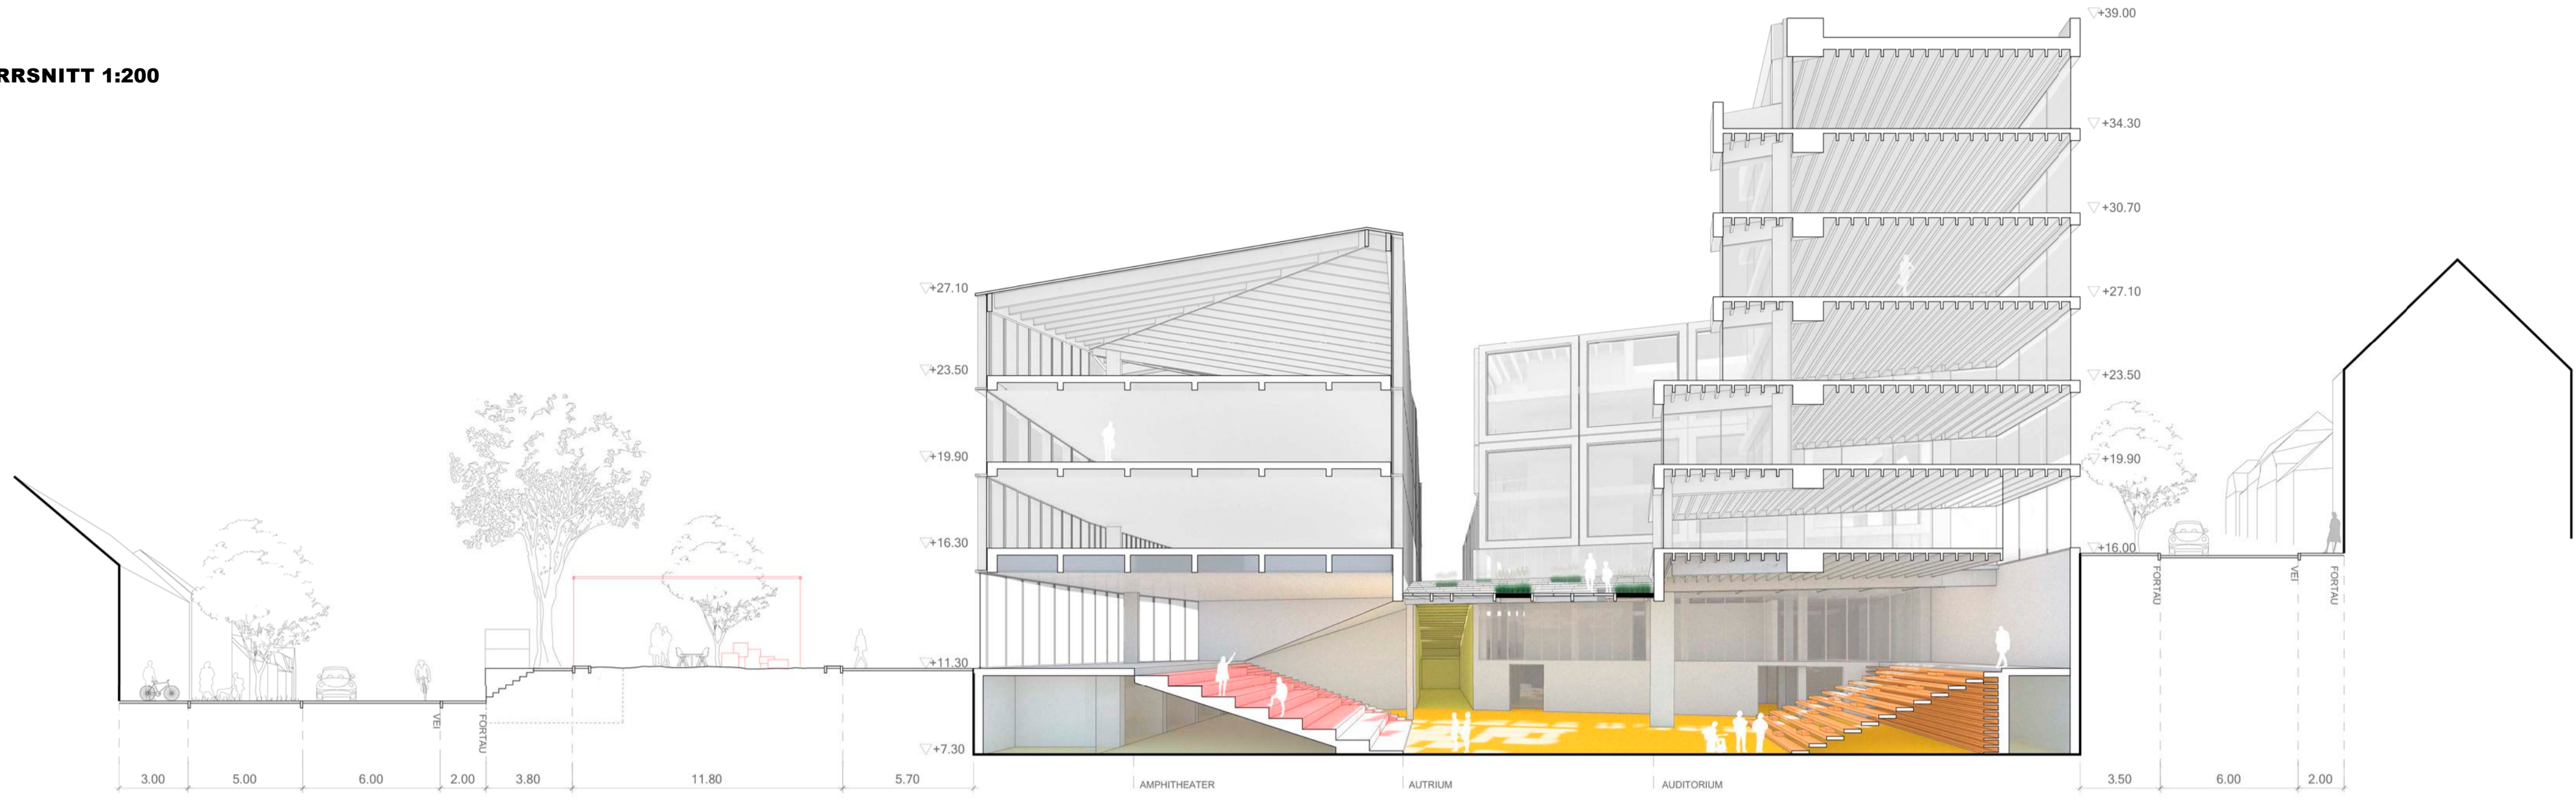 RRSNITT 1:200
+39.00
+34.30
+30.70
+27.10
+23.50
+19.90
+16.00
+27.10
+23.50
+19.90
+16.30
+11.30
+7.30
VEI
FORTAU
FORTAU
VEI
FORTAU
3.00
5.00
6.00
2.00
3.80
11.80
5.70
AMPHITHEATER
AUTRIUM
AUDITORIUM
3.50
6.00
2.00